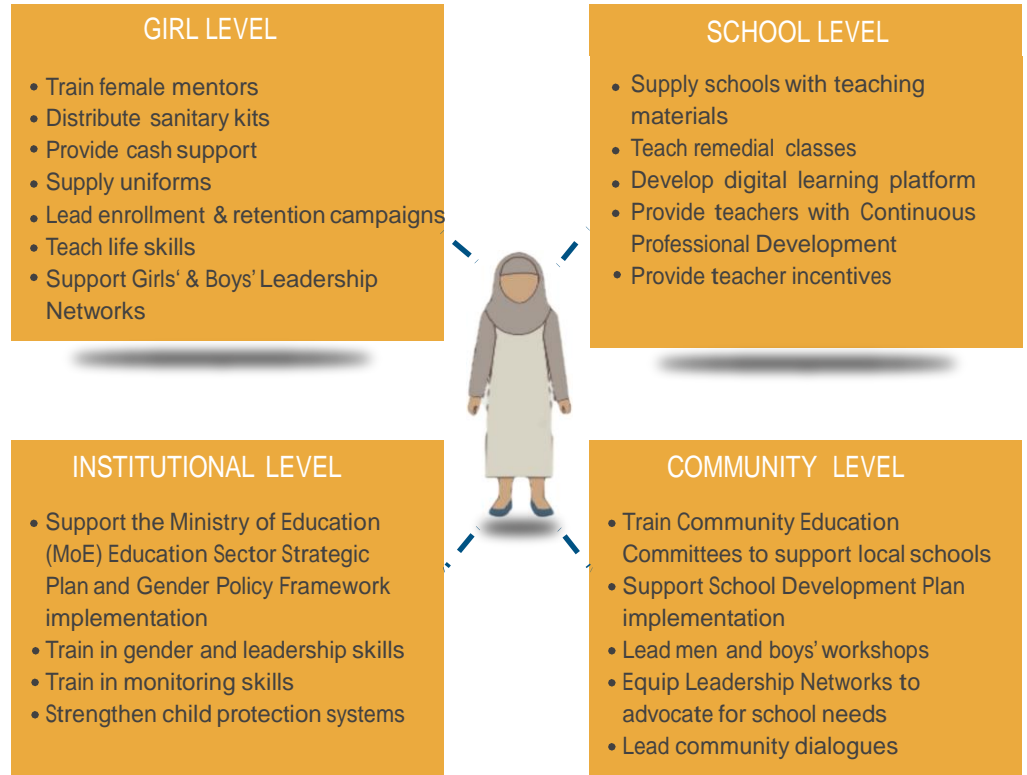 GIRL LEVEL
• Train female mentors
• Distribute sanitary kits
• Provide cash support
• Supply uniforms
• Lead enrollment & retention campaigns
• Teach life skills
• Support Girls‘ & Boys’ Leadership
Networks
SCHOOL LEVEL
• Supply schools with teaching
materials
• Teach remedial classes
• Develop digital learning platform
• Provide teachers with Continuous
Professional Development
• Provide teacher incentives
INSTITUTIONAL LEVEL
• Support the Ministry of Education
(MoE) Education Sector Strategic
Plan and Gender Policy Framework
implementation
• Train in gender and leadership skills
• Train in monitoring skills
• Strengthen child protection systems
COMMUNITY LEVEL
• Train Community Education
Committees to support local schools
• Support School Development Plan
implementation
• Lead men and boys’ workshops
• Equip Leadership Networks to
advocate for school needs
• Lead community dialogues